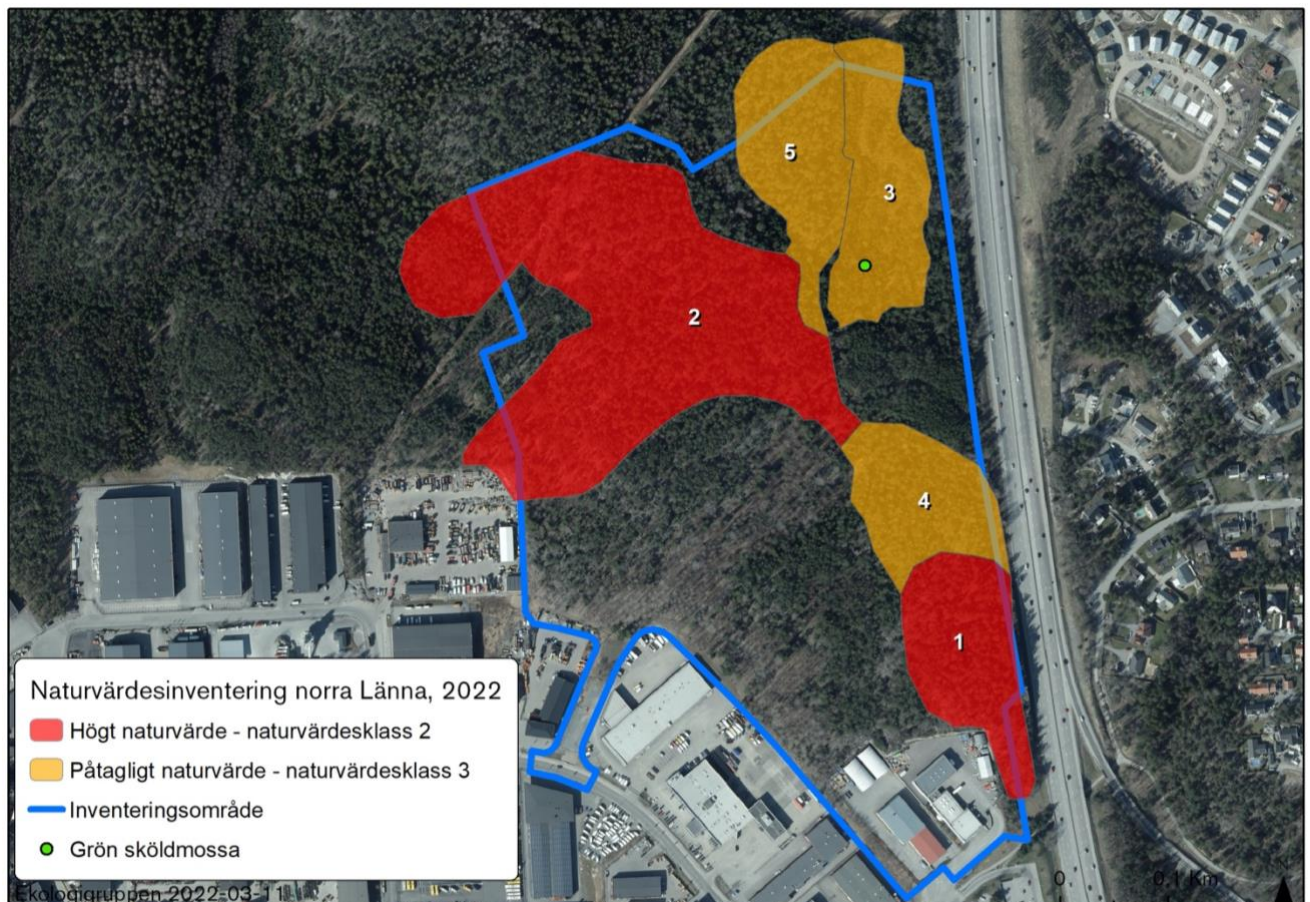 5
3
2
4
1
Naturvärdesinventering norra Länna, 2022
Högt naturvärde - naturvärdesklass 2
Påtagligt naturvärde - naturvärdesklass 3
Inventeringsområde
Grön sköldmossa
Ekologigruppen 2022-03-11
0 0,1 Km